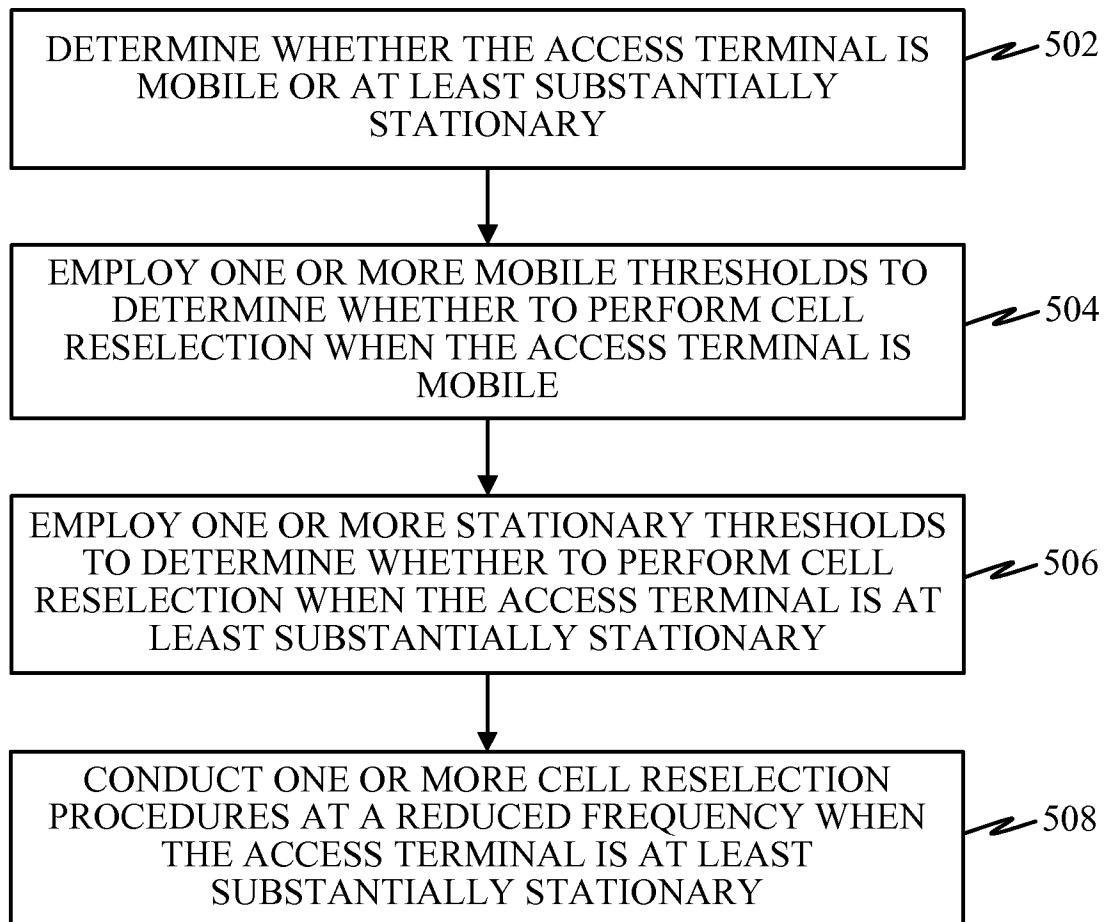 DETERMINE WHETHER THE ACCESS TERMINAL IS
MOBILE OR AT LEAST SUBSTANTIALLY
STATIONARY
502
EMPLOY ONE OR MORE MOBILE THRESHOLDS TO
DETERMINE WHETHER TO PERFORM CELL
RESELECTION WHEN THE ACCESS TERMINAL IS
MOBILE
504
EMPLOY ONE OR MORE STATIONARY THRESHOLDS
TO DETERMINE WHETHER TO PERFORM CELL
RESELECTION WHEN THE ACCESS TERMINAL IS AT
LEAST SUBSTANTIALLY STATIONARY
506
CONDUCT ONE OR MORE CELL RESELECTION
PROCEDURES AT A REDUCED FREQUENCY WHEN
THE ACCESS TERMINAL IS AT LEAST
SUBSTANTIALLY STATIONARY
508